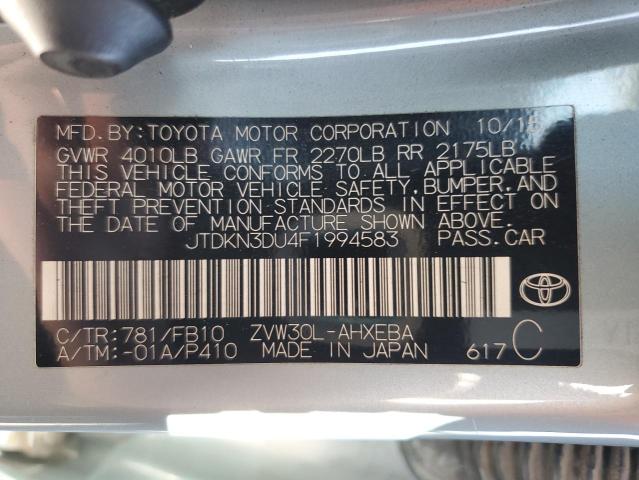 MFD. BY: TOYOTA MOTOR CORPORATION 10/15
GVWR 4010LB GAWR FR 2270LB RR 2175LB
THIS VEHICLE CONFORMS TO ALL APPLICABLE
FEDERAL MOTOR VEHICLE SAFETY, BUMPER, AND
THEFT PREVENTION STANDARDS IN EFFECT
ON THE DATE OF MANUFACTURE SHOWN ABOVE.
JTDKN3DU4F1994583 PASS. CAR
C/TR: 781/FB10 ZVW30L-AHXEBA
A/TM: -01A/P410 MADE IN JAPAN 617 C